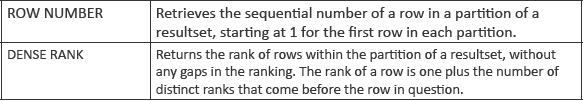 ROW NUMBER
Retrieves the sequential number of a row in a partition of a
resultset, starting at 1 for the first row in each partition.
DENSE RANK
Returns the rank of rows within the partition of a resultset, without
any gaps in the ranking. The rank of a row is one plus the number of
distinct ranks that come before the row in question.